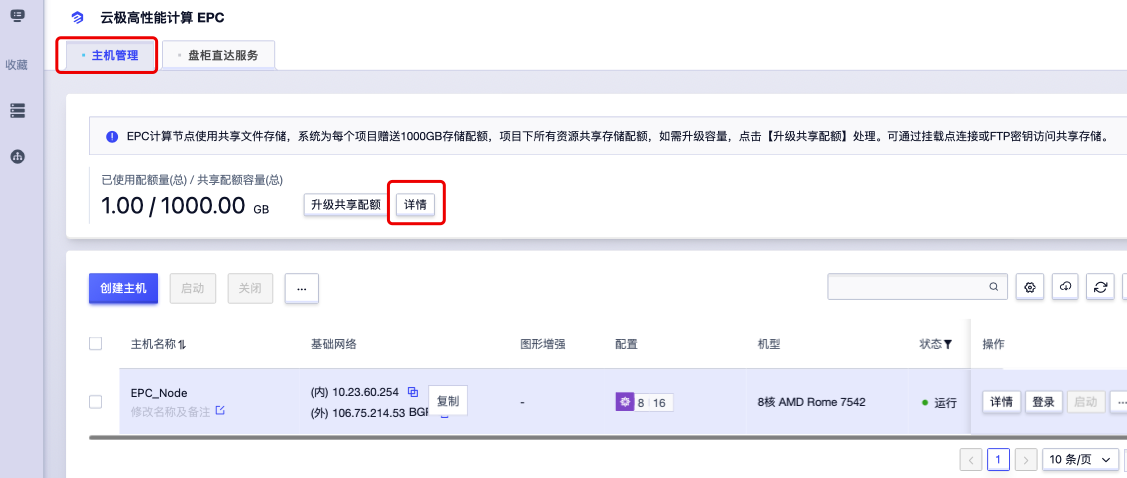 云极高性能计算 EPC
主机管理 盘柜直达服务
收藏
EPC计算节点使用共享文件存储，系统为每个项目赠送1000GB存储配额，项目下所有资源共享存储配额，如需升级容量，点击【升级共享配额】处理。可通过挂载点连接或FTP密钥访问共享存储。
已使用配额量(总) / 共享配额容量(总)
1.00 / 1000.00 GB 升级共享配额 详情
创建主机 启动 关闭 ...
主机名称 基础网络 图形增强 配置 机型 状态 操作
EPC_Node (内) 10.23.60.254 复制 - 8 16 8核 AMD Rome 7542 运行 详情 登录 启动 ...
修改名称及备注 (外) 106.75.214.53
1 10 条/页